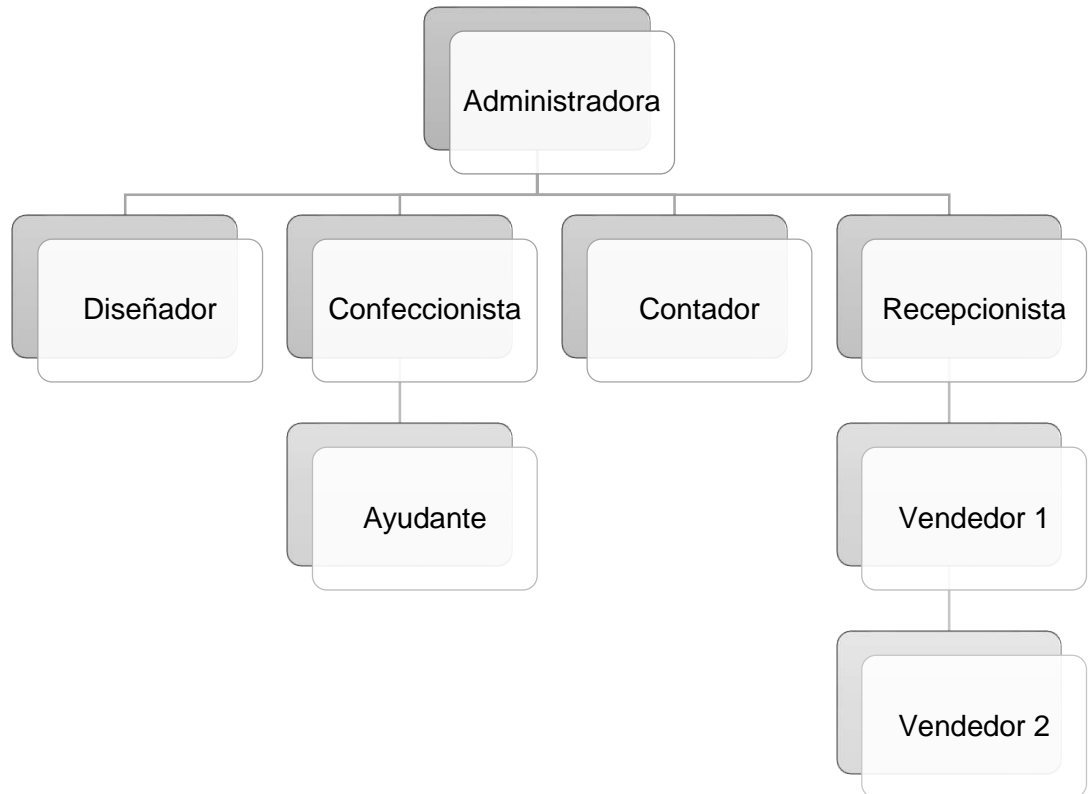 Administradora
Diseñador
Confeccionista
Contador
Recepcionista
Ayudante
Vendedor 1
Vendedor 2